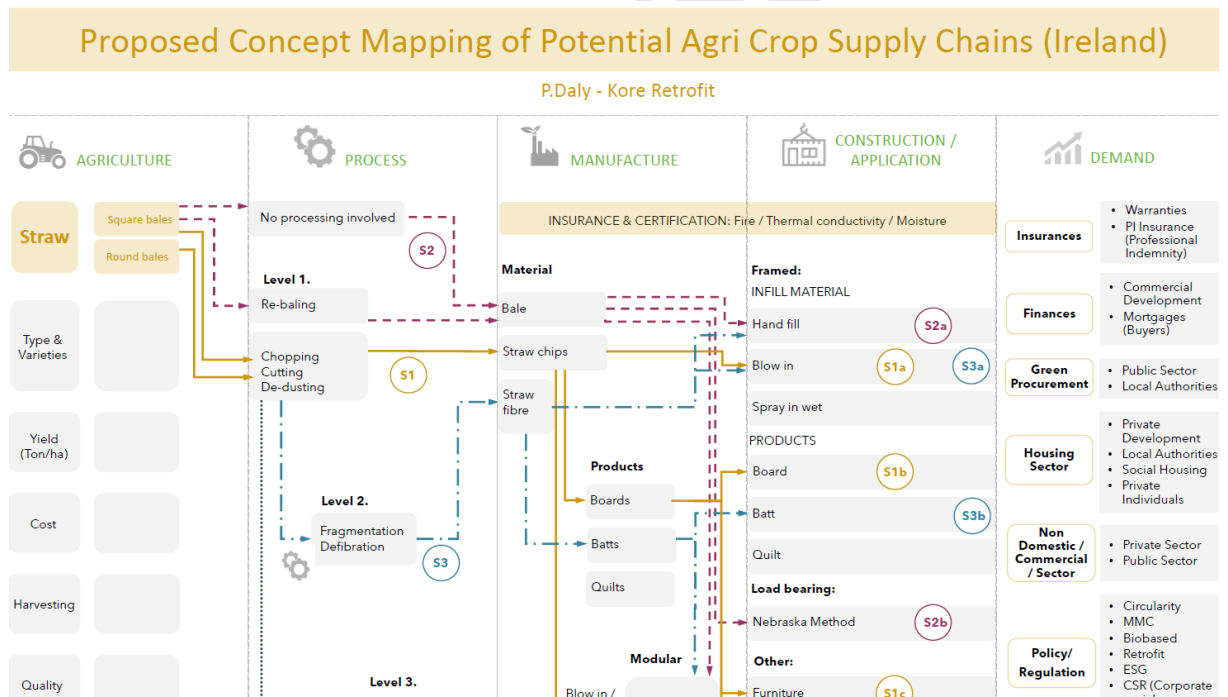 Proposed Concept Mapping of Potential Agri Crop Supply Chains (Ireland)
P.Daly - Kore Retrofit
AGRICULTURE
PROCESS
MANUFACTURE
CONSTRUCTION /
APPLICATION
DEMAND
Straw
Square bales
Round bales
Type &
Varieties
Yield
(Ton/ha)
Cost
Harvesting
Quality
No processing involved
S2
Level 1.
Re-baling
Chopping
Cutting
De-dusting
S1
Level 2.
Fragmentation
Defibration
S3
Level 3.
INSURANCE & CERTIFICATION: Fire / Thermal conductivity / Moisture
Material
Bale
Straw chips
Straw
fibre
Products
Boards
Batts
Quilts
Modular
Blow in /
Framed:
INFILL MATERIAL
Hand fill
S2a
Blow in
S1a
S3a
Spray in wet
PRODUCTS
Board
S1b
Batt
S3b
Quilt
Load bearing:
Nebraska Method
S2b
Other:
Furniture
S1c
Insurances
• Warranties
• PI Insurance
(Professional
Indemnity)
Finances
• Commercial
Development
• Mortgages
(Buyers)
Green
Procurement
• Public Sector
• Local Authorities
Housing
Sector
• Private
Development
• Local Authorities
• Social Housing
• Private
Individuals
Non
Domestic /
Commercial
/ Sector
• Private Sector
• Public Sector
Policy/
Regulation
• Circularity
• MMC
• Biobased
• Retrofit
• ESG
• CSR (Corporate